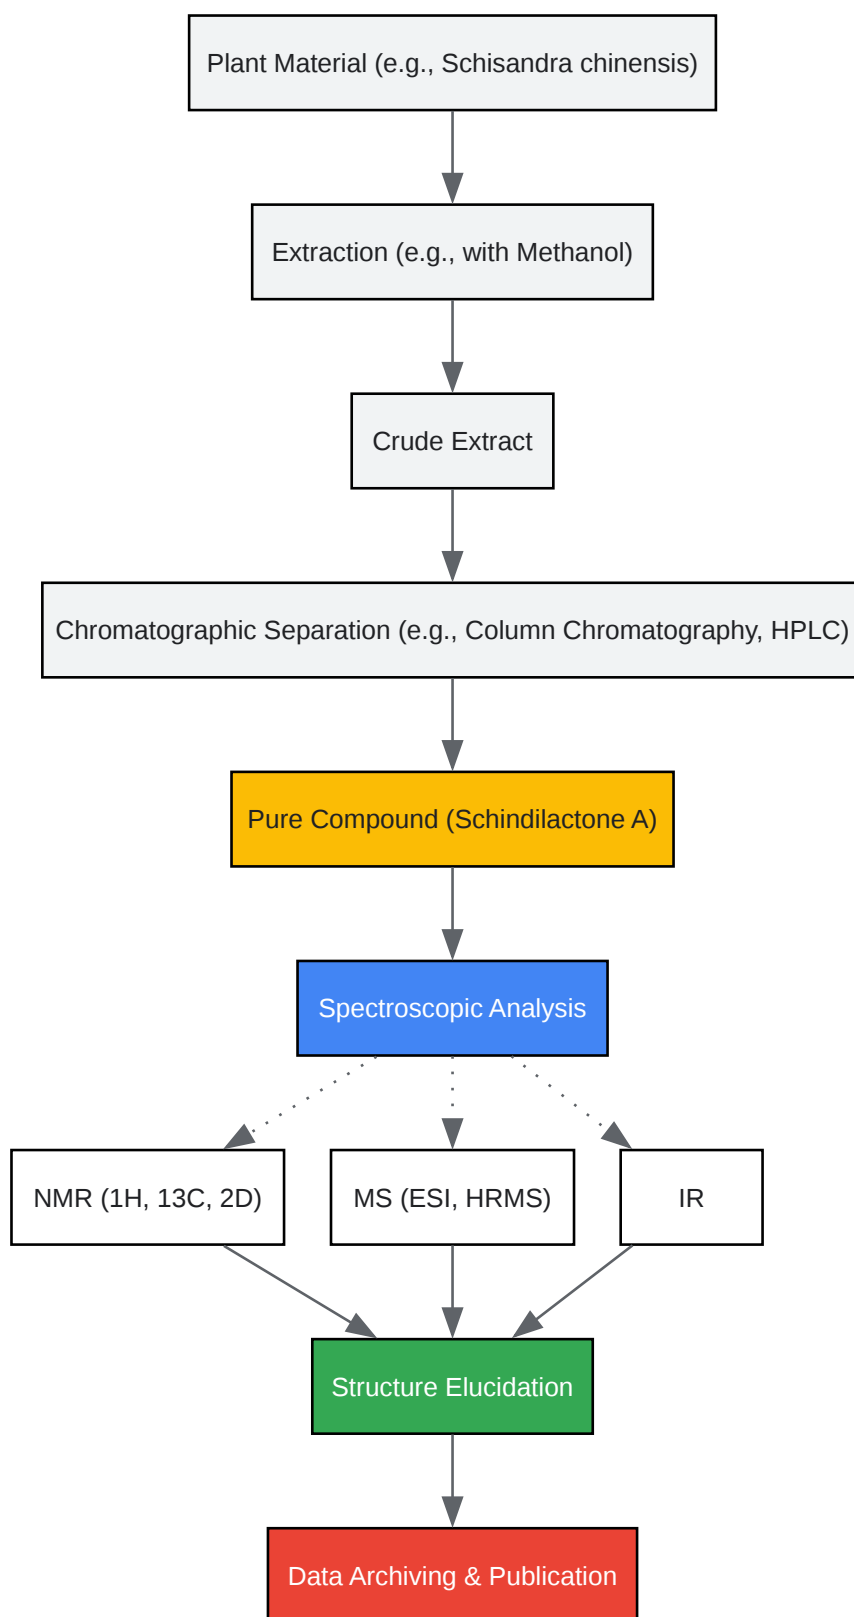 Plant Material (e.g., Schisandra chinensis)
Extraction (e.g., with Methanol)
Crude Extract
Chromatographic Separation (e.g., Column Chromatography, HPLC)
Pure Compound (Schindilactone A)
Spectroscopic Analysis
NMR (1H, 13C, 2D)
MS (ESI, HRMS)
IR
Structure Elucidation
Data Archiving & Publication